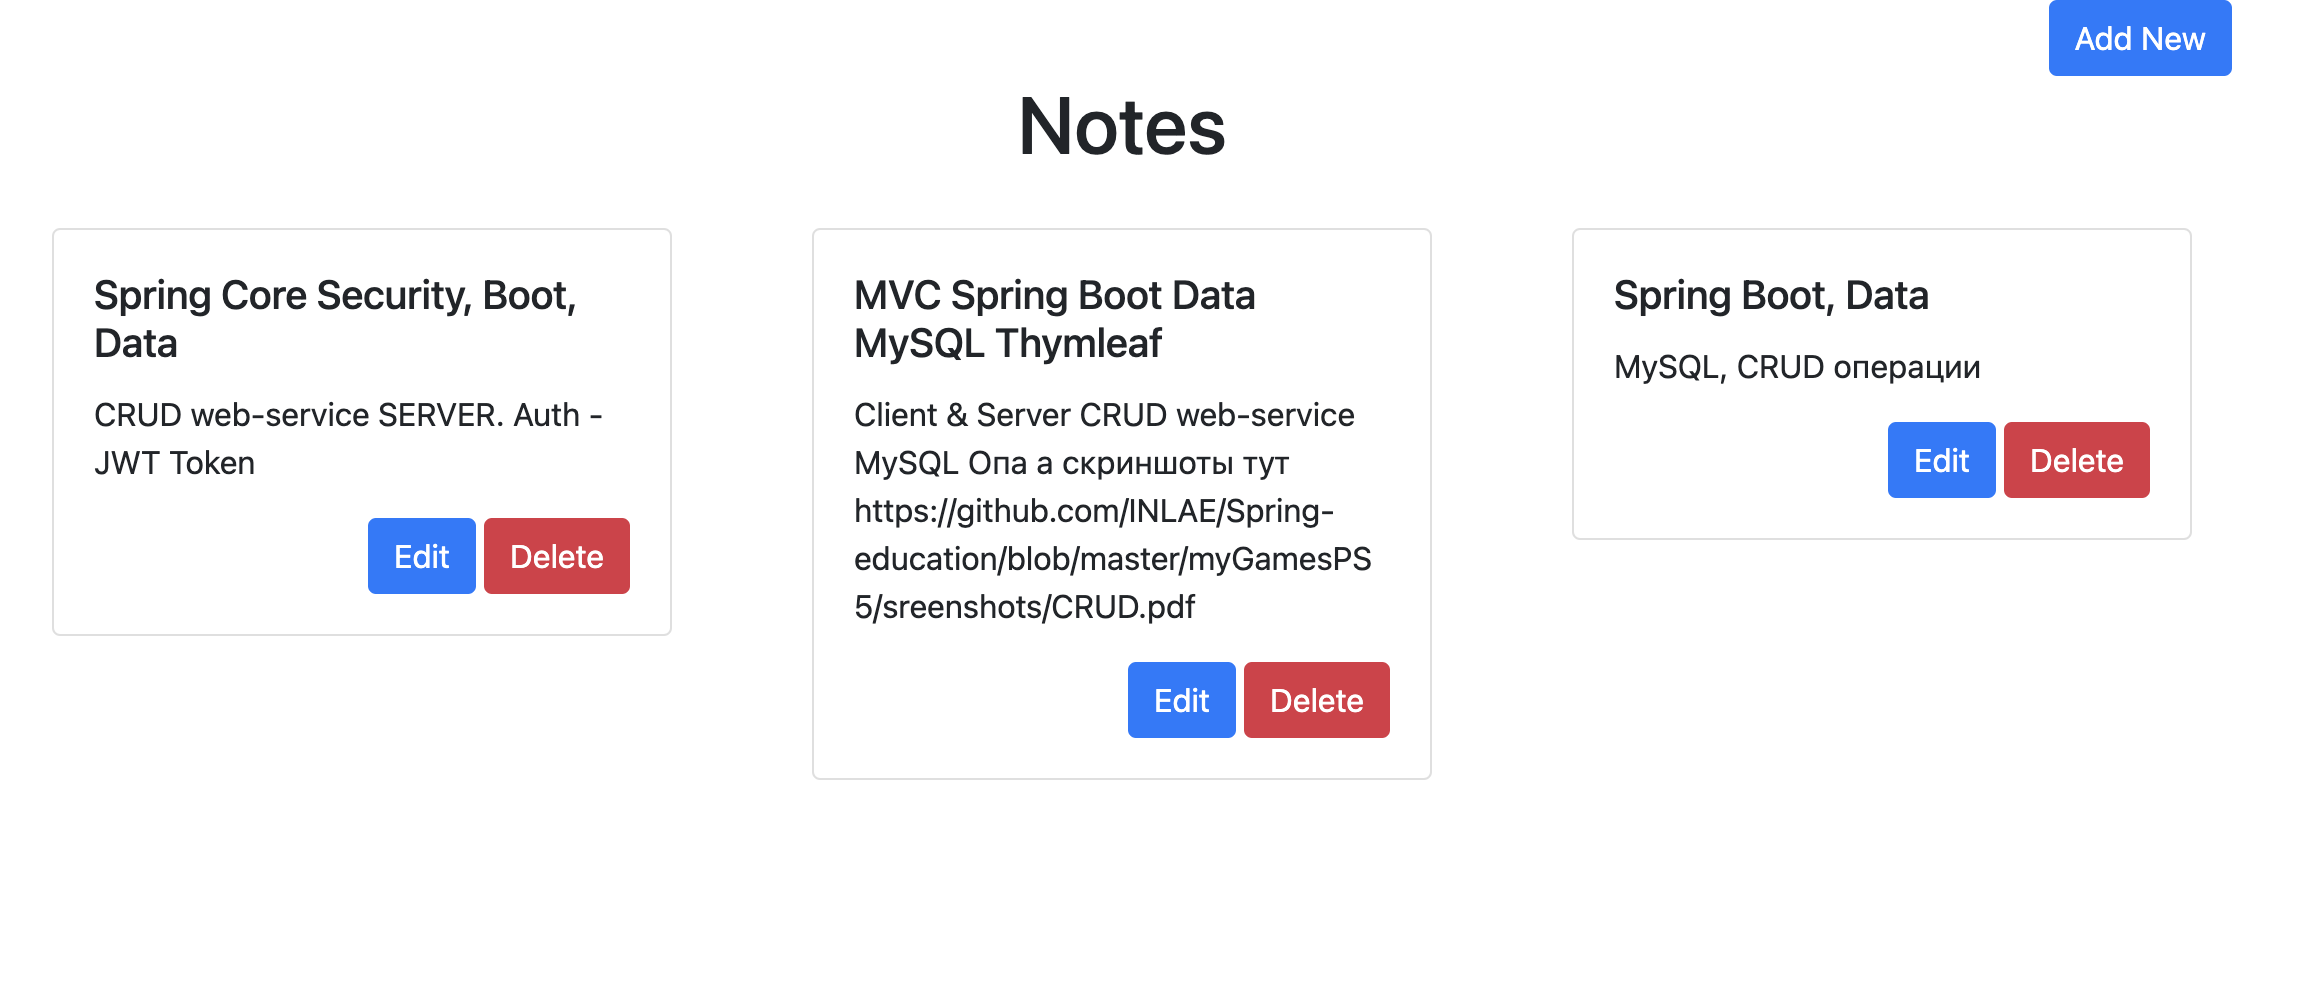 Add New
Notes
Spring Core Security, Boot,
Data
CRUD web-service SERVER. Auth -
JWT Token
Edit Delete
MVC Spring Boot Data
MySQL Thymleaf
Client & Server CRUD web-service
MySQL Опа а скриншоты тут
https://github.com/INLAE/Spring-
education/blob/master/myGamesPS
5/sreenshots/CRUD.pdf
Edit Delete
Spring Boot, Data
MySQL, CRUD операции
Edit Delete